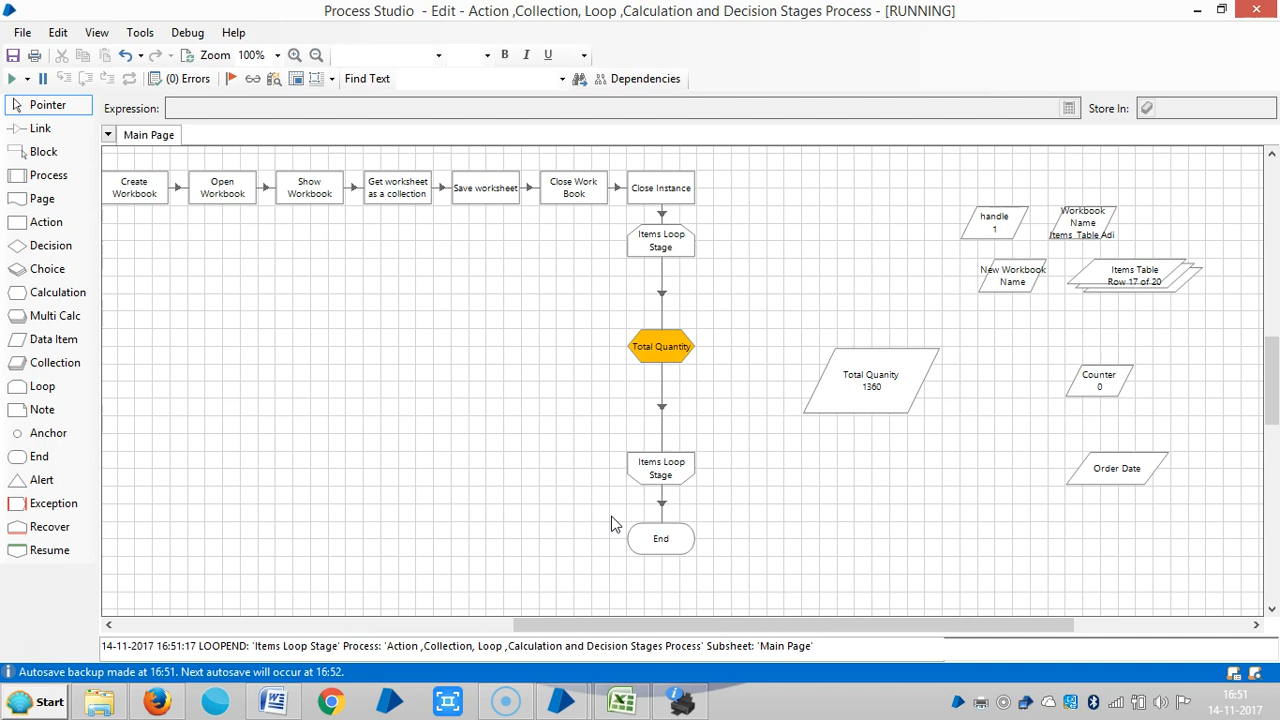 Process Studio - Edit - Action ,Collection, Loop ,Calculation and Decision Stages Process - [RUNNING]
File Edit View Tools Debug Help
Zoom 100% B I U
(0) Errors Find Text Dependencies
Pointer
Expression: Store In:
Link
Block
Process
Page
Action
Decision
Choice
Calculation
Multi Calc
Data Item
Collection
Loop
Note
Anchor
End
Alert
Exception
Recover
Resume
Main Page
Create
Workbook
Open
Workbook
Show
Workbook
Get worksheet
as a collection
Save worksheet
Close Work
Book
Close Instance
Items Loop
Stage
Total Quantity
Items Loop
Stage
End
handle
1
Workbook
Name
Items_Table Adi
New Workbook
Name
Items Table
Row 17 of 20
Total Quanity
1360
Counter
0
Order Date
14-11-2017 16:51:17 LOOPEND: 'Items Loop Stage' Process: 'Action ,Collection, Loop ,Calculation and Decision Stages Process' Subsheet: 'Main Page'
Autosave backup made at 16:51. Next autosave will occur at 16:52.
Start
16:51
14-11-2017